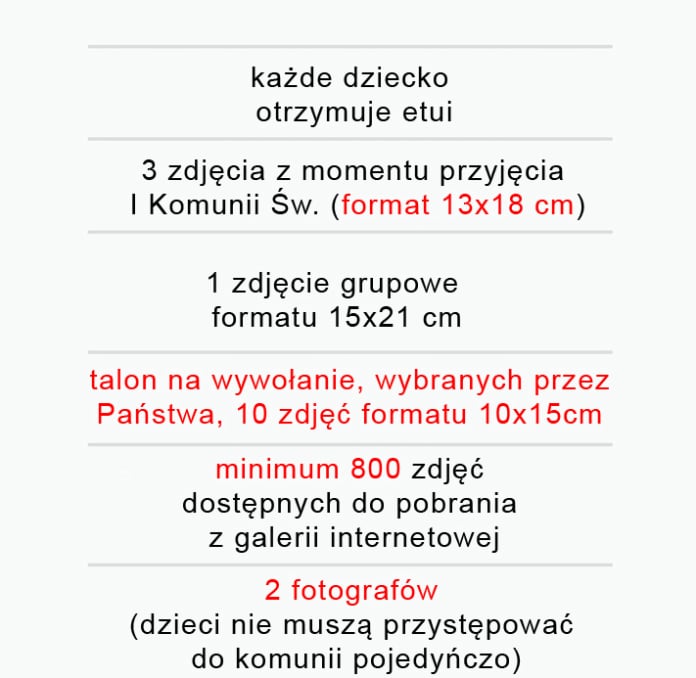 każde dziecko
otrzymuje etui
3 zdjęcia z momentu przyjęcia
I Komunii Św. (format 13x18 cm)
1 zdjęcie grupowe
formatu 15x21 cm
talon na wywołanie, wybranych przez
Państwa, 10 zdjęć formatu 10x15cm
minimum 800 zdjęć
dostępnych do pobrania
z galerii internetowej
2 fotografów
(dzieci nie muszą przystępować
do komunii pojedyńczo)